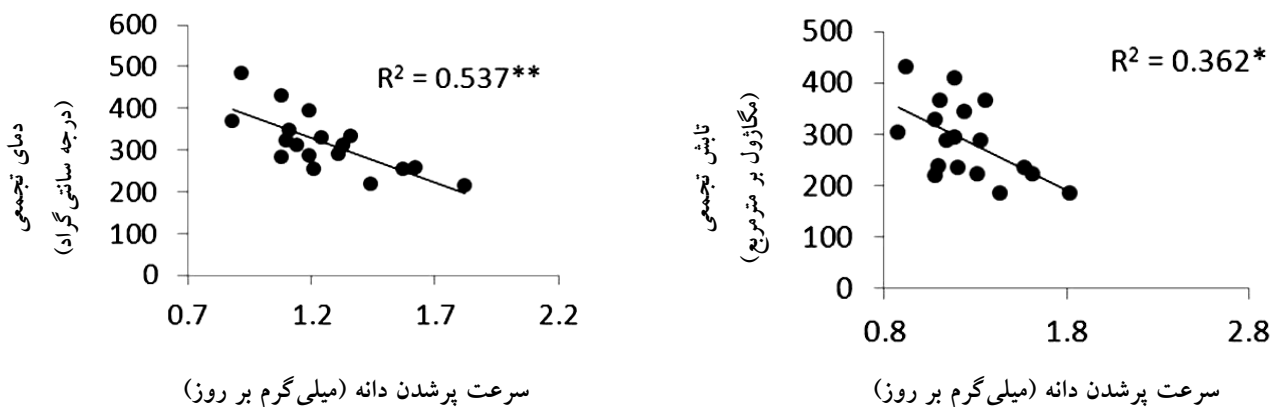 600
500
400
300
200
100
0
0.7 1.2 1.7 2.2
R² = 0.537**
دمای تجمعی
(درجه سانتی‌گراد)
سرعت پرشدن دانه (میلی‌گرم بر روز)
500
400
300
200
100
0
0.8 1.8 2.8
R² = 0.362*
تابش تجمعی
(مگاژول بر مترمربع)
سرعت پرشدن دانه (میلی‌گرم بر روز)